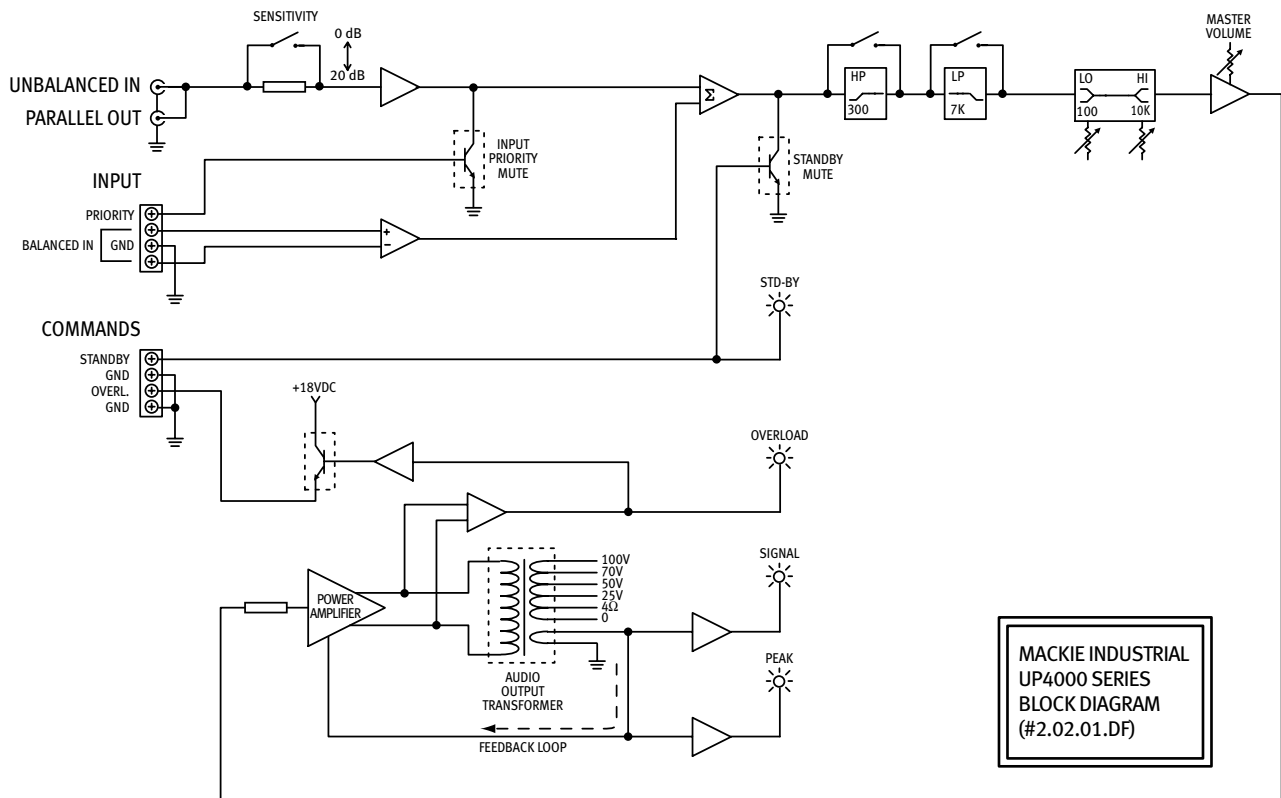 SENSITIVITY
0 dB
20 dB
UNBALANCED IN
PARALLEL OUT
INPUT
PRIORITY
MUTE
Σ
STANDBY
MUTE
HP
300
LP
7K
LO
HI
100
10K
MASTER
VOLUME
INPUT
PRIORITY
BALANCED IN
GND
+
−
STD-BY
COMMANDS
STANDBY
GND
OVERL.
GND
+18VDC
OVERLOAD
POWER
AMPLIFIER
100V
70V
50V
25V
4Ω
0
AUDIO
OUTPUT
TRANSFORMER
FEEDBACK LOOP
SIGNAL
PEAK
MACKIE INDUSTRIAL
UP4000 SERIES
BLOCK DIAGRAM
(#2.02.01.DF)